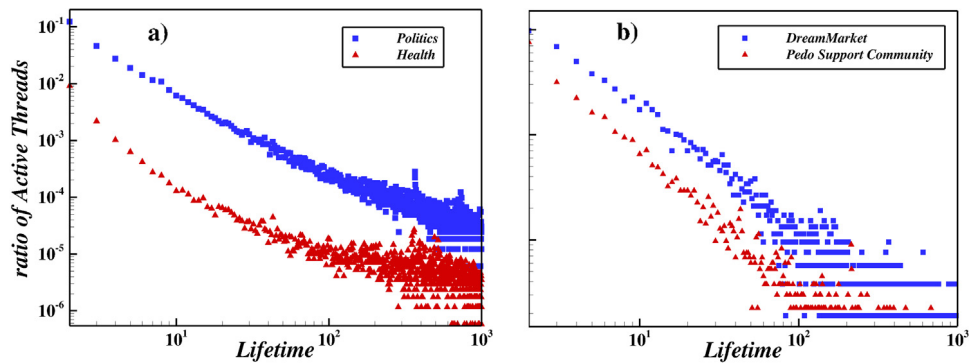 a)
Politics
Health
b)
DreamMarket
Pedo Support Community
ratio of Active Threads
10⁻¹
10⁻²
10⁻³
10⁻⁴
10⁻⁵
10⁻⁶
10¹
10²
10³
10¹
10²
10³
Lifetime
Lifetime